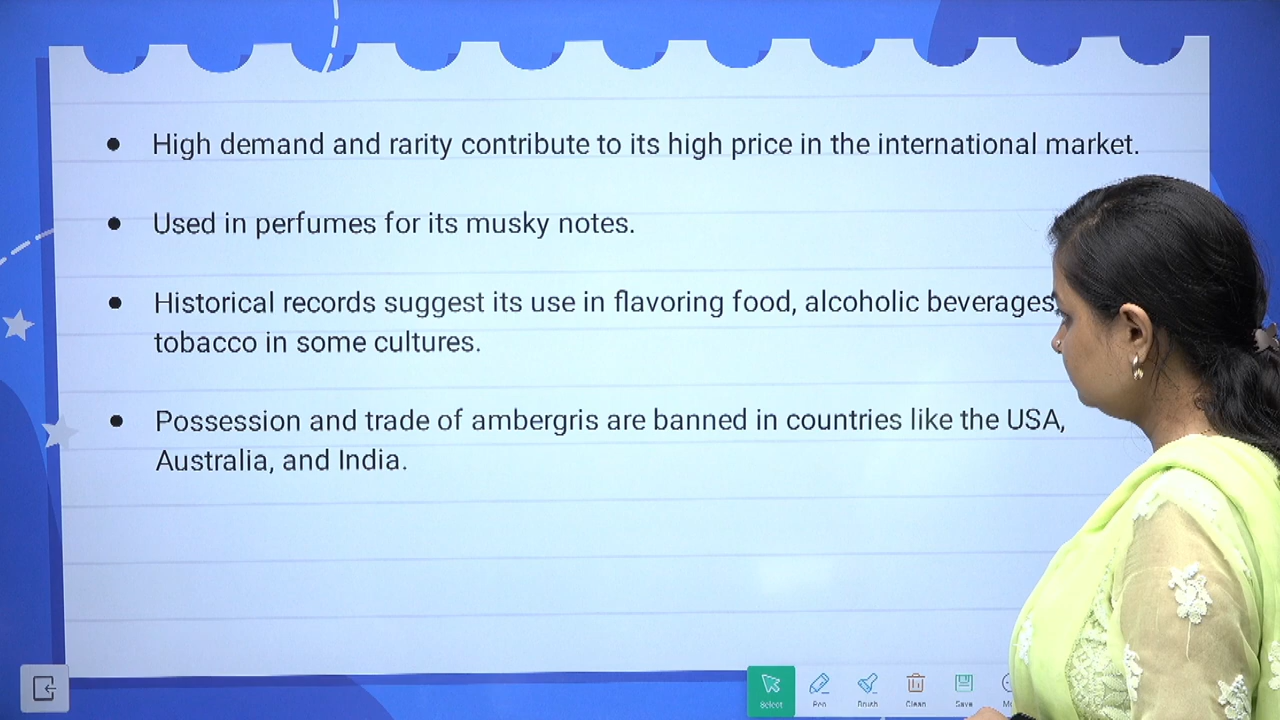 High demand and rarity contribute to its high price in the international market.
Used in perfumes for its musky notes.
Historical records suggest its use in flavoring food, alcoholic beverages
tobacco in some cultures.
Possession and trade of ambergris are banned in countries like the USA,
Australia, and India.
Select Pen Brush Clean Save